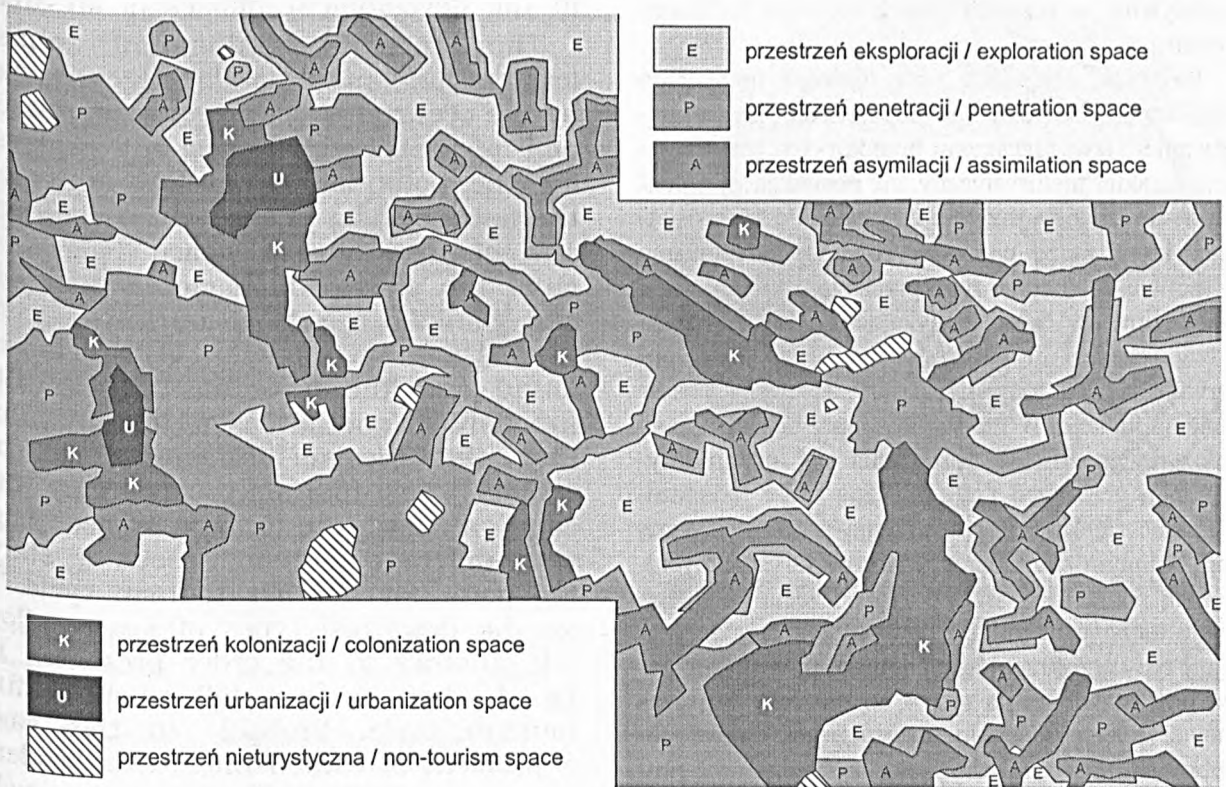 E
P
A
A
E
P
A
E
przestrzeń eksploracji / exploration space
E
P
A
A
E
P
przestrzeń penetracji / penetration space
P
A
K
P
E
A
E
A
przestrzeń asymilacji / assimilation space
U
A
A
A
E
A
A
E
E
A
E
E
A
P
E
P
P
A
E
E
K
P
A
K
E
P
P
A
A
A
A
A
P
E
A
A
E
E
E
P
E
A
E
A
K
P
P
A
K
K
K
E
A
P
A
E
A
A
P
K
E
A
E
P
U
E
A
E
A
E
A
E
K
A
P
K
A
A
K
P
A
A
P
E
E
E
E
A
E
E
P
K
A
A
E
P
P
A
K
przestrzeń kolonizacji / colonization space
A
A
P
K
A
E
U
przestrzeń urbanizacji / urbanization space
K
P
A
P
A
przestrzeń nieturystyczna / non-tourism space
P
E
P
A
A
E
A
E
A